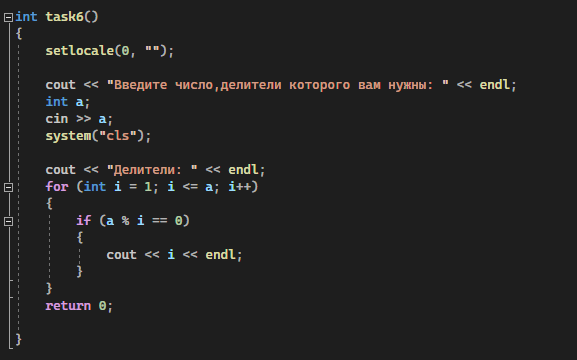 int task6()
{
setlocale(0, "");
cout << "Введите число,делители которого вам нужны: " << endl;
int a;
cin >> a;
system("cls");
cout << "Делители: " << endl;
for (int i = 1; i <= a; i++)
{
if (a % i == 0)
{
cout << i << endl;
}
}
return 0;
}